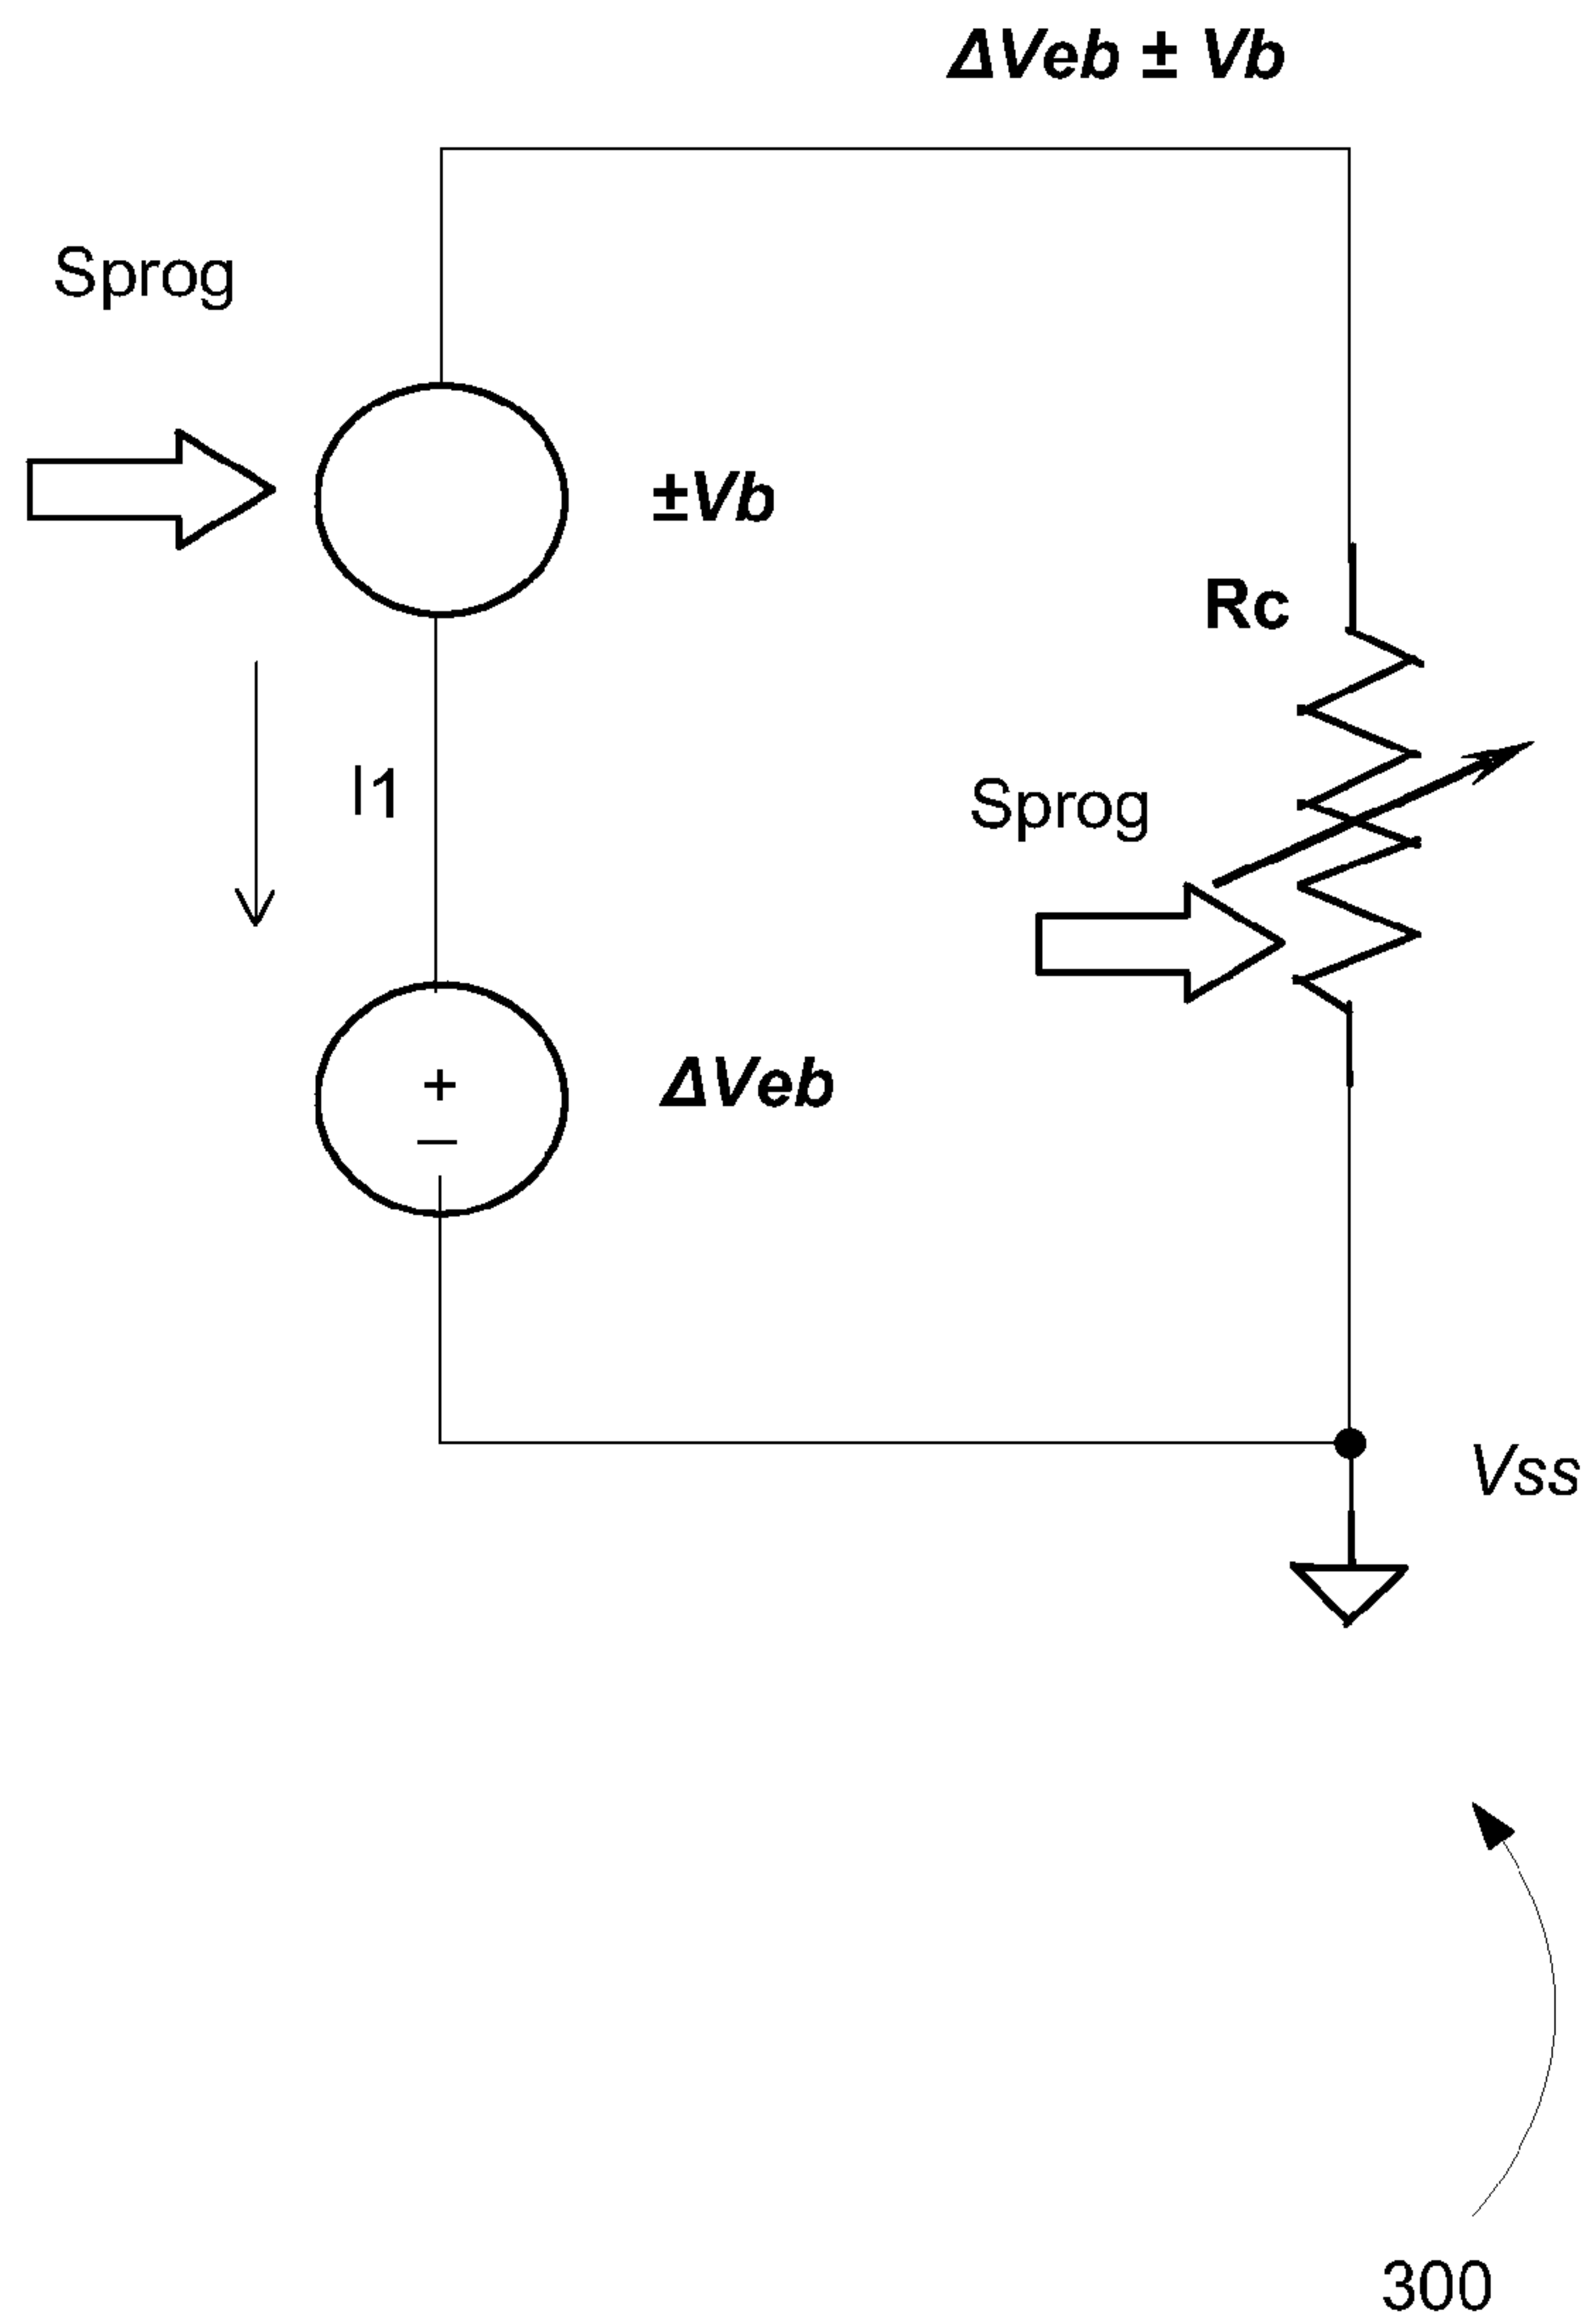 ΔVeb ± Vb
Sprog
±Vb
Rc
I1
Sprog
+
−
ΔVeb
Vss
300